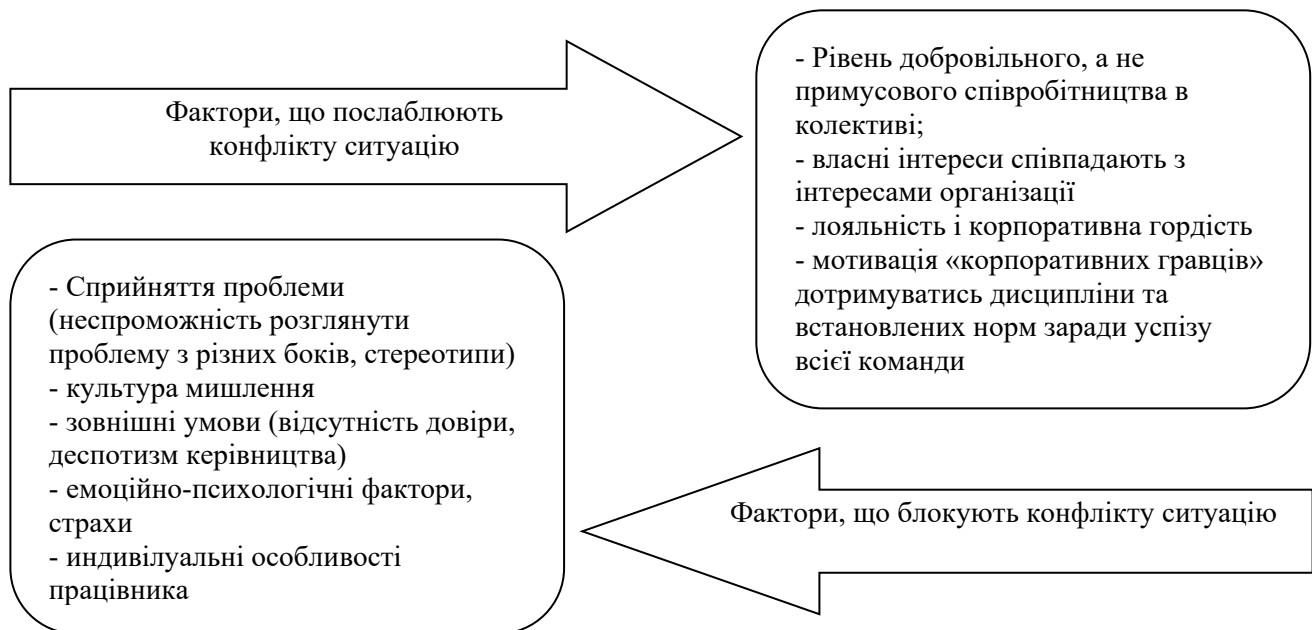 Фактори, що послаблюють
конфлікту ситуацію
- Рівень добровільного, а не
примусового співробітництва в
колективі;
- власні інтереси співпадають з
інтересами організації
- лояльність і корпоративна гордість
- мотивація «корпоративних гравців»
дотримуватись дисципліни та
встановлених норм заради успізу
всієї команди
- Сприйняття проблеми
(неспроможність розглянути
проблему з різних боків, стереотипи)
- культура мислення
- зовнішні умови (відсутність довіри,
деспотизм керівництва)
- емоційно-психологічні фактори,
страхи
- индивілуальні особливості
працівника
Фактори, що блокують конфлікту ситуацію